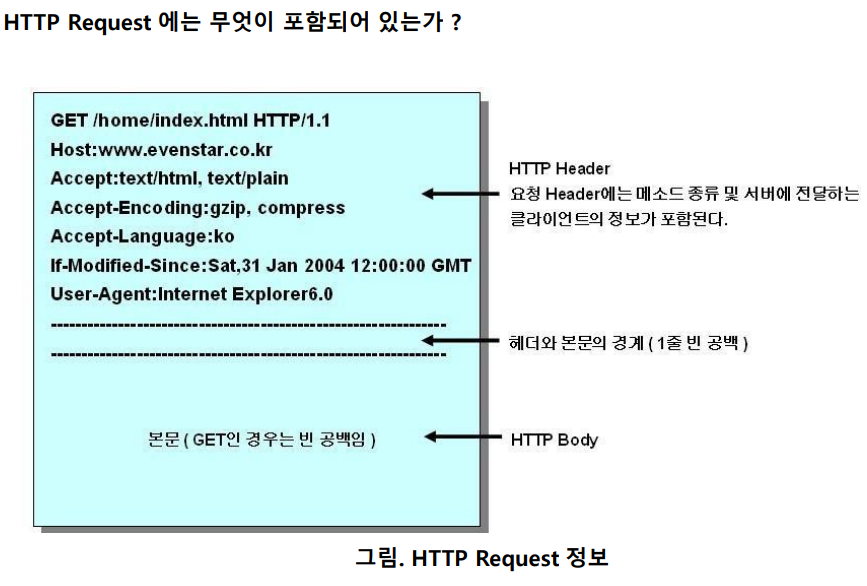 HTTP Request 에는 무엇이 포함되어 있는가 ?
GET /home/index.html HTTP/1.1
Host:www.evenstar.co.kr
Accept:text/html, text/plain
Accept-Encoding:gzip, compress
Accept-Language:ko
If-Modified-Since:Sat,31 Jan 2004 12:00:00 GMT
User-Agent:Internet Explorer6.0
HTTP Header
요청 Header에는 메소드 종류 및 서버에 전달하는
클라이언트의 정보가 포함된다.
헤더와 본문의 경계 ( 1줄 빈 공백 )
본문 ( GET인 경우는 빈 공백임 )
HTTP Body
그림. HTTP Request 정보